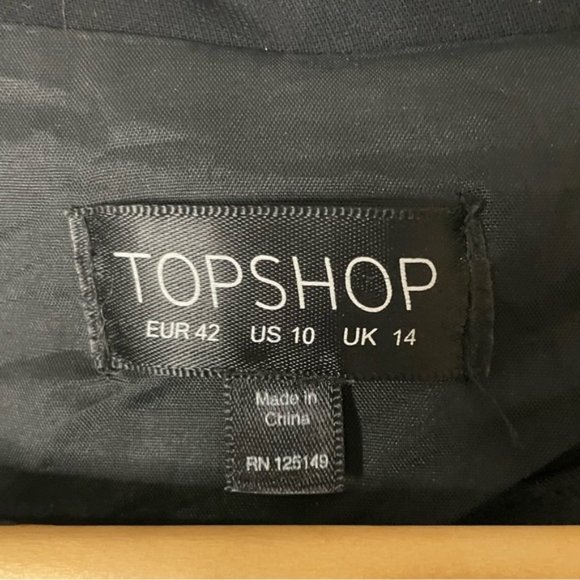 TOPSHOP
EUR 42 US 10 UK 14
Made in
China
RN 125149